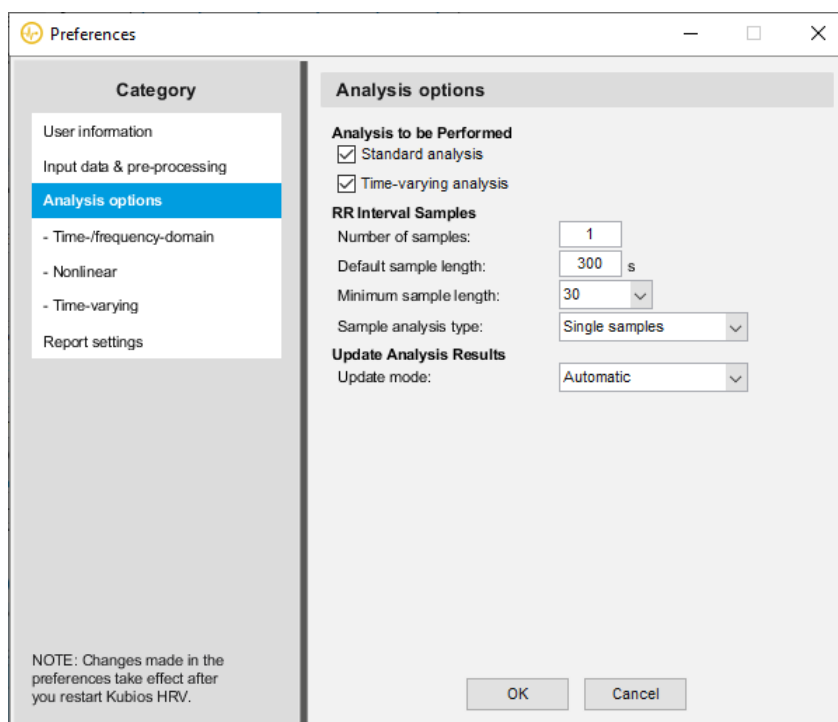 Preferences
Category
User information
Input data & pre-processing
Analysis options
- Time-/frequency-domain
- Nonlinear
- Time-varying
Report settings
NOTE: Changes made in the
preferences take effect after
you restart Kubios HRV.
Analysis options
Analysis to be Performed
Standard analysis
Time-varying analysis
RR Interval Samples
Number of samples: 1
Default sample length: 300 s
Minimum sample length: 30
Sample analysis type: Single samples
Update Analysis Results
Update mode: Automatic
OK Cancel